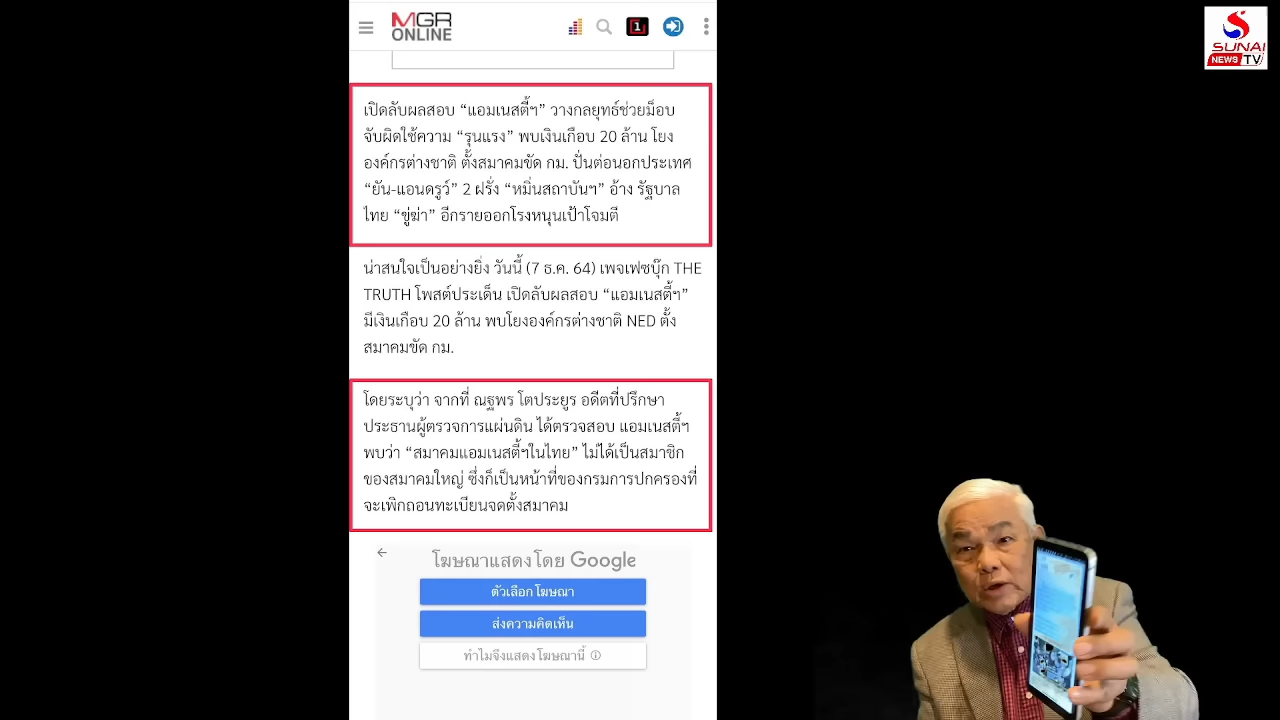 MGR
ONLINE
1
SUNAI
NEWS TV
เปิดลับผลสอบ “แอมเนสตี้ฯ” วางกลยุทธ์ช่วยม็อบ
จับผิดใช้ความ “รุนแรง” พบเงินเกือบ 20 ล้าน โยง
องค์กรต่างชาติ ตั้งสมาคมขัด กม. ปั่นต่อนอกประเทศ
“ยัน-แอนดรูว์” 2 ฝรั่ง “หมิ่นสถาบันฯ” อ้าง รัฐบาล
ไทย “ขู่ฆ่า” อีกรายออกโรงหนุนเป้าโจมตี
น่าสนใจเป็นอย่างยิ่ง วันนี้ (7 ธ.ค. 64) เพจเฟซบุ๊ก THE
TRUTH โพสต์ประเด็น เปิดลับผลสอบ “แอมเนสตี้ฯ”
มีเงินเกือบ 20 ล้าน พบโยงองค์กรต่างชาติ NED ตั้ง
สมาคมขัด กม.
โดยระบุว่า จากที่ ณฐพร โตประยูร อดีตที่ปรึกษา
ประธานผู้ตรวจการแผ่นดิน ได้ตรวจสอบ แอมเนสตี้ฯ
พบว่า “สมาคมแอมเนสตี้ฯในไทย” ไม่ได้เป็นสมาชิก
ของสมาคมใหญ่ ซึ่งก็เป็นหน้าที่ของกรมการปกครองที่
จะเพิกถอนทะเบียนจดตั้งสมาคม
โฆษณาแสดงโดย Google
ตัวเลือกโฆษณา
ส่งความคิดเห็น
ทำไมจึงแสดงโฆษณานี้